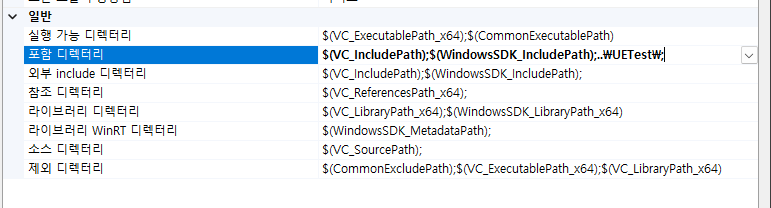 일반
실행 가능 디렉터리 $(VC_ExecutablePath_x64);$(CommonExecutablePath)
포함 디렉터리 $(VC_IncludePath);$(WindowsSDK_IncludePath);..₩UETest₩;
외부 include 디렉터리 $(VC_IncludePath);$(WindowsSDK_IncludePath);
참조 디렉터리 $(VC_ReferencesPath_x64);
라이브러리 디렉터리 $(VC_LibraryPath_x64);$(WindowsSDK_LibraryPath_x64)
라이브러리 WinRT 디렉터리 $(WindowsSDK_MetadataPath);
소스 디렉터리 $(VC_SourcePath);
제외 디렉터리 $(CommonExcludePath);$(VC_ExecutablePath_x64);$(VC_LibraryPath_x64)